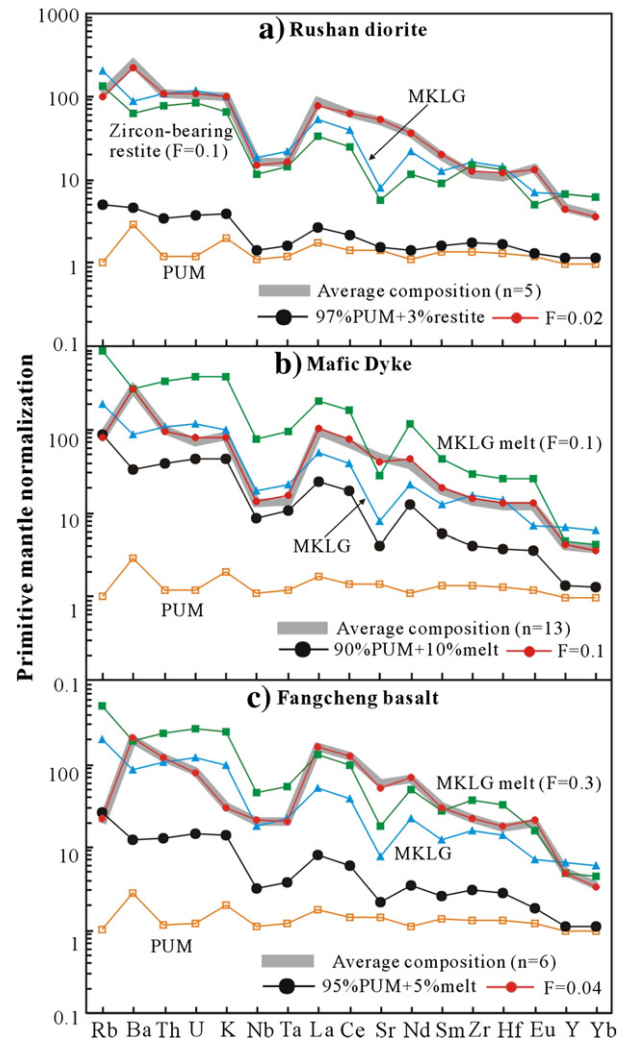 Primitive mantle normalization
1000
100
10
1
0.1
a) Rushan diorite
MKLG
Zircon-bearing
restite (F=0.1)
PUM
Average composition (n=5)
97%PUM+3%restite F=0.02
100
10
1
0.1
b) Mafic Dyke
MKLG melt (F=0.1)
MKLG
PUM
Average composition (n=13)
90%PUM+10%melt F=0.1
100
10
1
0.1
c) Fangcheng basalt
MKLG melt (F=0.3)
MKLG
PUM
Average composition (n=6)
95%PUM+5%melt F=0.04
Rb Ba Th U K Nb Ta La Ce Sr Nd Sm Zr Hf Eu Y Yb